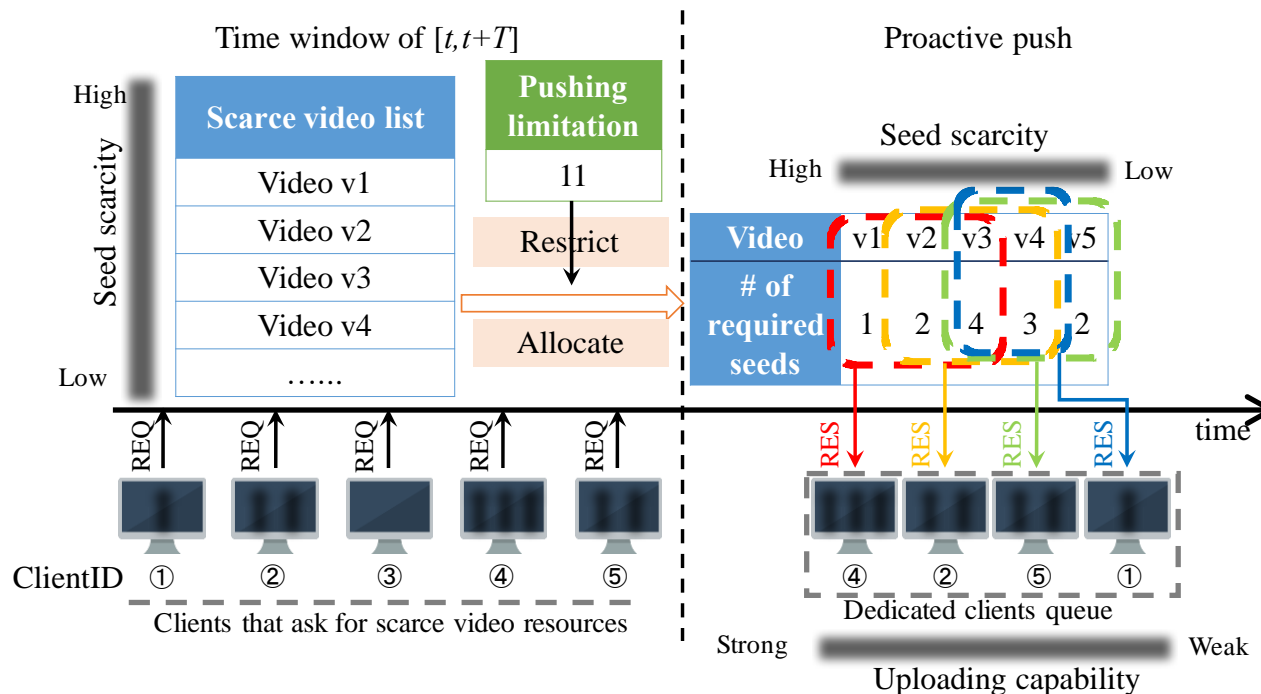 Time window of [t,t+T]
Proactive push
High
Seed scarcity
Low
Scarce video list
Video v1
Video v2
Video v3
Video v4
…...
Pushing
limitation
11
Restrict
Allocate
Seed scarcity
High
Low
Video
v1
v2
v3
v4
v5
# of
required
seeds
1
2
4
3
2
time
REQ
REQ
REQ
REQ
REQ
RES
RES
RES
RES
ClientID
①
②
③
④
⑤
④
②
⑤
①
Clients that ask for scarce video resources
Dedicated clients queue
Strong
Weak
Uploading capability